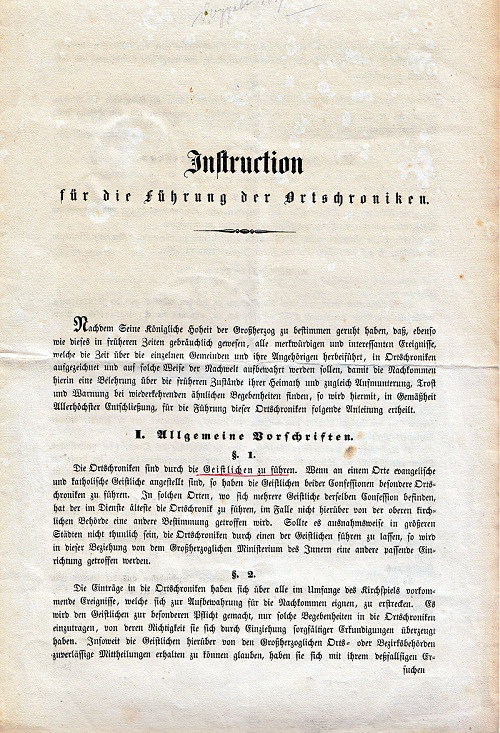 Instruction
für die Führung der Ortschroniken.
Nachdem Seine Königliche Hoheit der Großherzog zu bestimmen geruht haben, daß, ebenso
wie dieses in früheren Zeiten gebräuchlich gewesen, alle merkwürdigen und interessanten Ereignisse,
welche die Zeit über die einzelnen Gemeinden und ihre Angehörigen herbeiführt, in Ortschroniken
aufgezeichnet und auf solche Weise der Nachwelt aufbewahrt werden sollen, damit die Nachkommen
hierin eine Belehrung über die früheren Zustände ihrer Heimath und zugleich Aufmunterung, Trost
und Warnung bei wiederkehrenden ähnlichen Begebenheiten finden, so wird hiermit, in Gemäßheit
Allerhöchster Entschließung, für die Führung dieser Ortschroniken folgende Anleitung ertheilt.
I. Allgemeine Vorschriften.
§. 1.
Die Ortschroniken sind durch die Geistlichen zu führen. Wenn an einem Orte evangelische
und katholische Geistliche angestellt sind, so haben die Geistlichen beider Confessionen besondere Ortschroniken
zu führen. In solchen Orten, wo sich mehrere Geistliche derselben Confession befinden,
hat der im Dienste älteste die Ortschronik zu führen, im Falle nicht hierüber von der oberen kirchlichen
Behörde eine andere Bestimmung getroffen wird. Sollte es ausnahmsweise in größeren
Städten nicht thunlich sein, die Ortschroniken durch einen der Geistlichen führen zu lassen, so wird
in dieser Beziehung von dem Großherzoglichen Ministerium des Innern eine andere passende Einrichtung
getroffen werden.
§. 2.
Die Einträge in die Ortschroniken haben sich über alle im Umfange des Kirchspiels vorkommende
Ereignisse, welche sich zur Aufbewahrung für die Nachkommen eignen, zu erstrecken. Es
wird den Geistlichen zur besonderen Pflicht gemacht, nur solche Begebenheiten in die Ortschroniken
einzutragen, von deren Richtigkeit sie sich durch Einziehung sorgfältiger Erkundigungen überzeugt
haben. Insoweit die Geistlichen hierüber von den Großherzoglichen Orts- oder Bezirksbehörden
zuverlässige Mittheilungen erhalten zu können glauben, haben sie sich mit ihrem deßfallsigen Er-
suchen